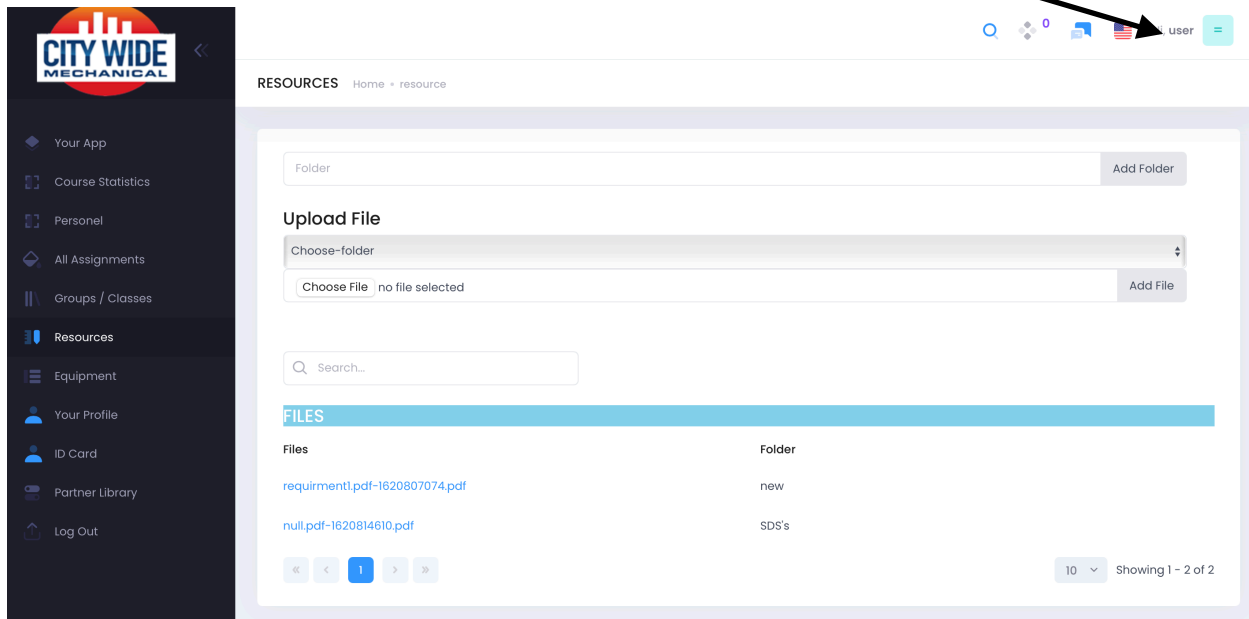 CITY WIDE
MECHANICAL
0
user
=
RESOURCES Home • resource
Your App
Course Statistics
Personel
All Assignments
Groups / Classes
Resources
Equipment
Your Profile
ID Card
Partner Library
Log Out
Folder Add Folder
Upload File
Choose-folder
Choose File no file selected Add File
Search...
FILES
Files Folder
requirment1.pdf-1620807074.pdf new
null.pdf-1620814610.pdf SDS's
« < 1 > » 10 Showing 1 - 2 of 2